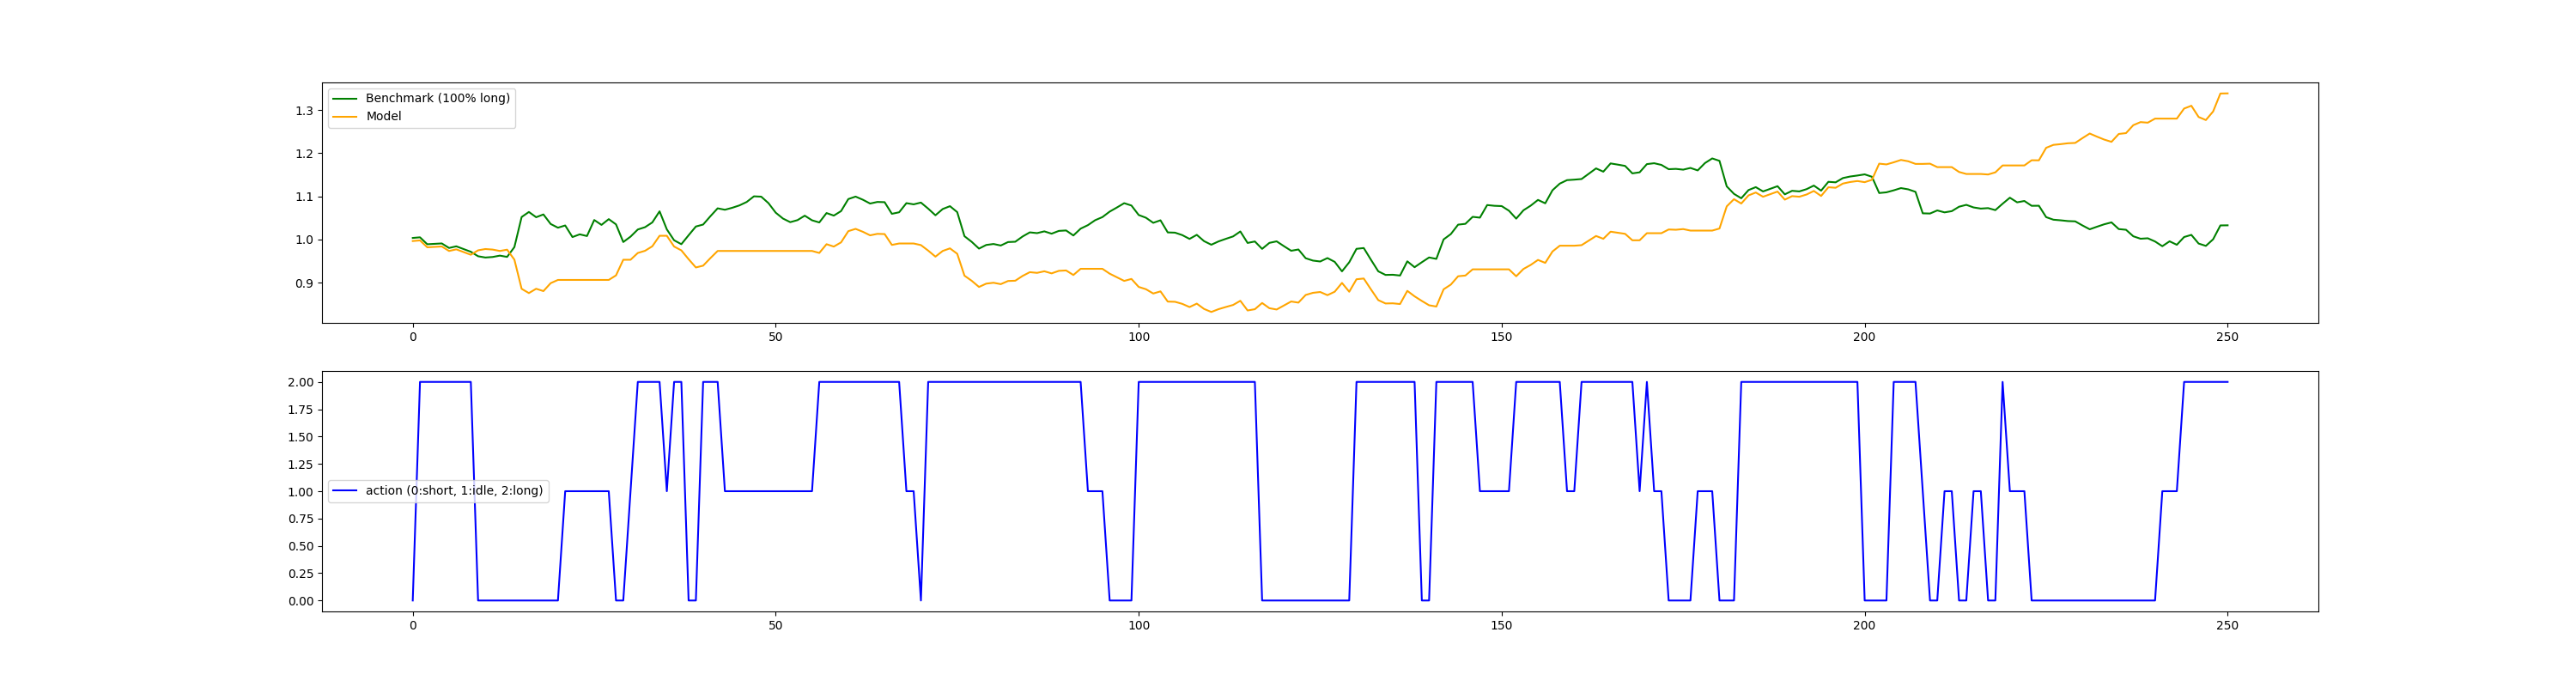 Benchmark (100% long)
Model
1.3
1.2
1.1
1.0
0.9
0 50 100 150 200 250
2.00
1.75
1.50
1.25
1.00
0.75
0.50
0.25
0.00
action (0:short, 1:idle, 2:long)
0 50 100 150 200 250